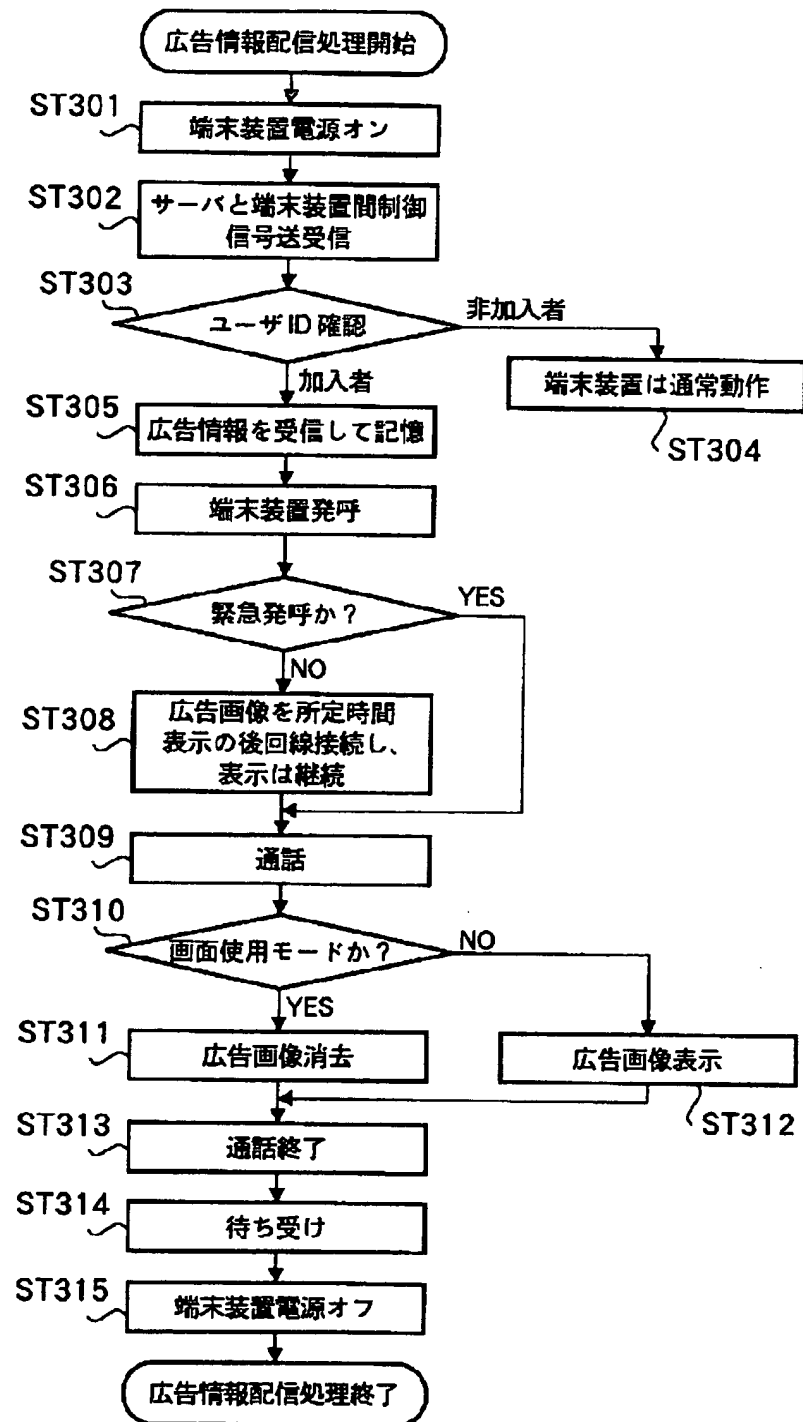 広告情報配信処理開始
ST301
端末装置電源オン
ST302
サーバと端末装置間制御
信号送受信
ST303
ユーザID確認
非加入者
加入者
端末装置は通常動作
ST304
ST305
広告情報を受信して記憶
ST306
端末装置発呼
ST307
緊急発呼か？
YES
NO
ST308
広告画像を所定時間
表示の後回線接続し、
表示は継続
ST309
通話
ST310
画面使用モードか？
NO
YES
ST311
広告画像消去
広告画像表示
ST312
ST313
通話終了
ST314
待ち受け
ST315
端末装置電源オフ
広告情報配信処理終了